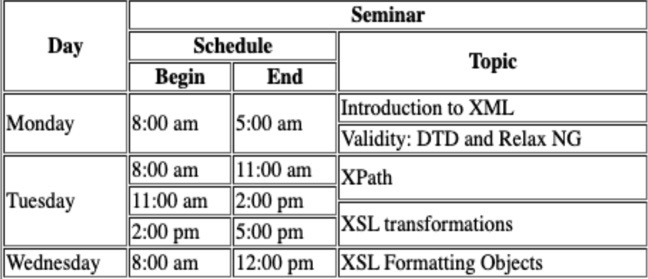 Seminar
Day
Schedule
Topic
Begin End
Monday 8:00 am 5:00 am Introduction to XML
Validity: DTD and Relax NG
Tuesday 8:00 am 11:00 am XPath
11:00 am 2:00 pm
XSL transformations
2:00 pm 5:00 pm
Wednesday 8:00 am 12:00 pm XSL Formatting Objects